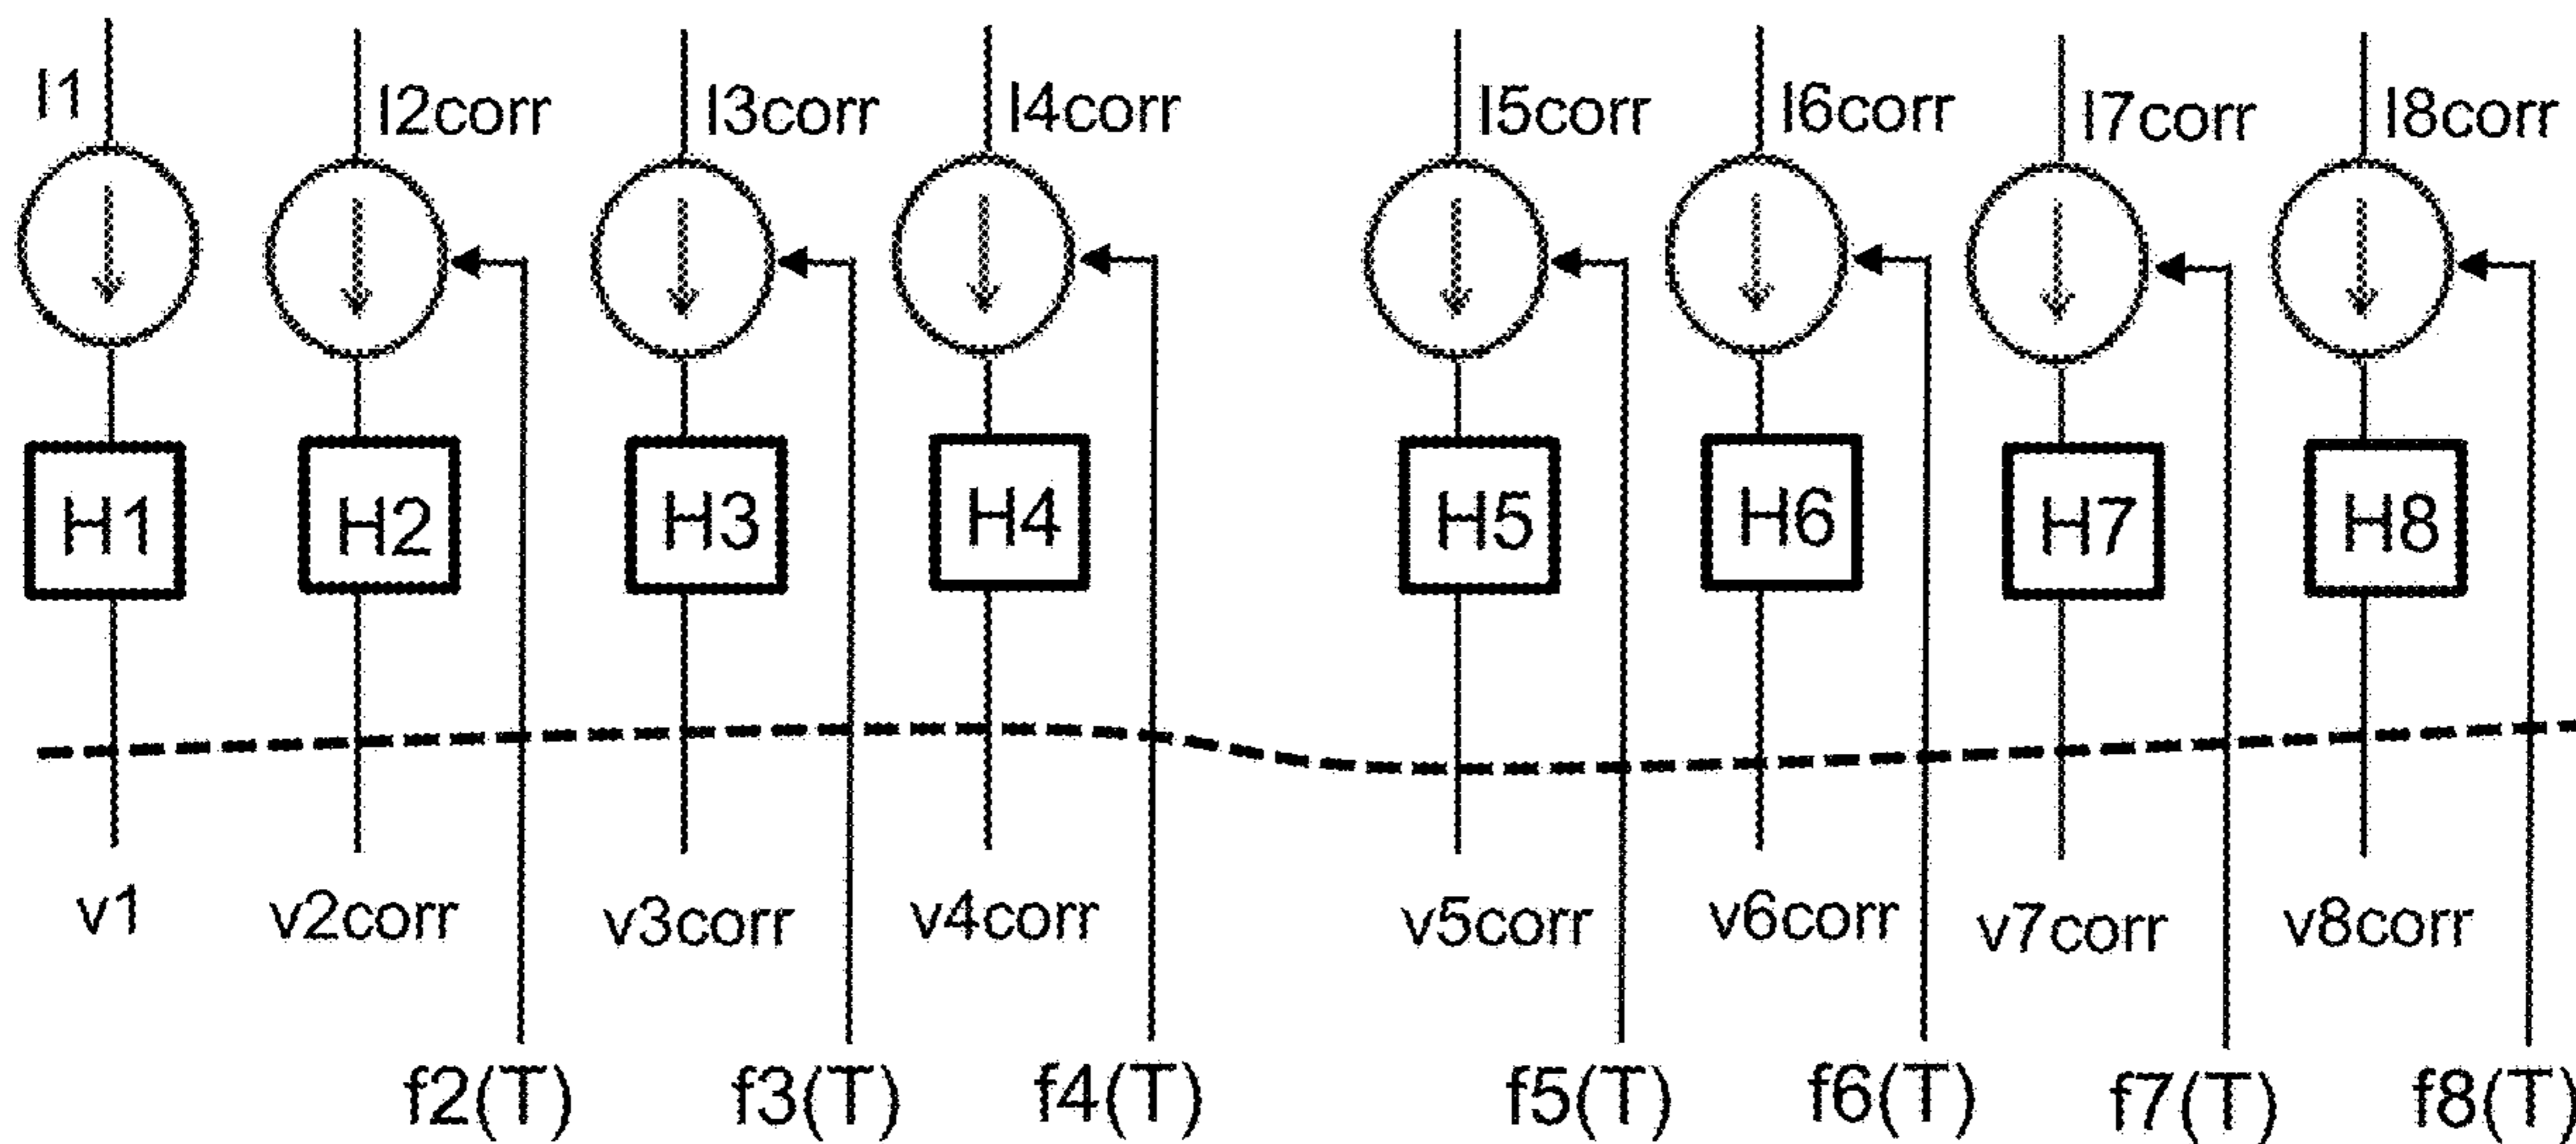 I1 I2corr I3corr I4corr I5corr I6corr I7corr I8corr
H1 H2 H3 H4 H5 H6 H7 H8
v1 v2corr v3corr v4corr v5corr v6corr v7corr v8corr
f2(T) f3(T) f4(T) f5(T) f6(T) f7(T) f8(T)